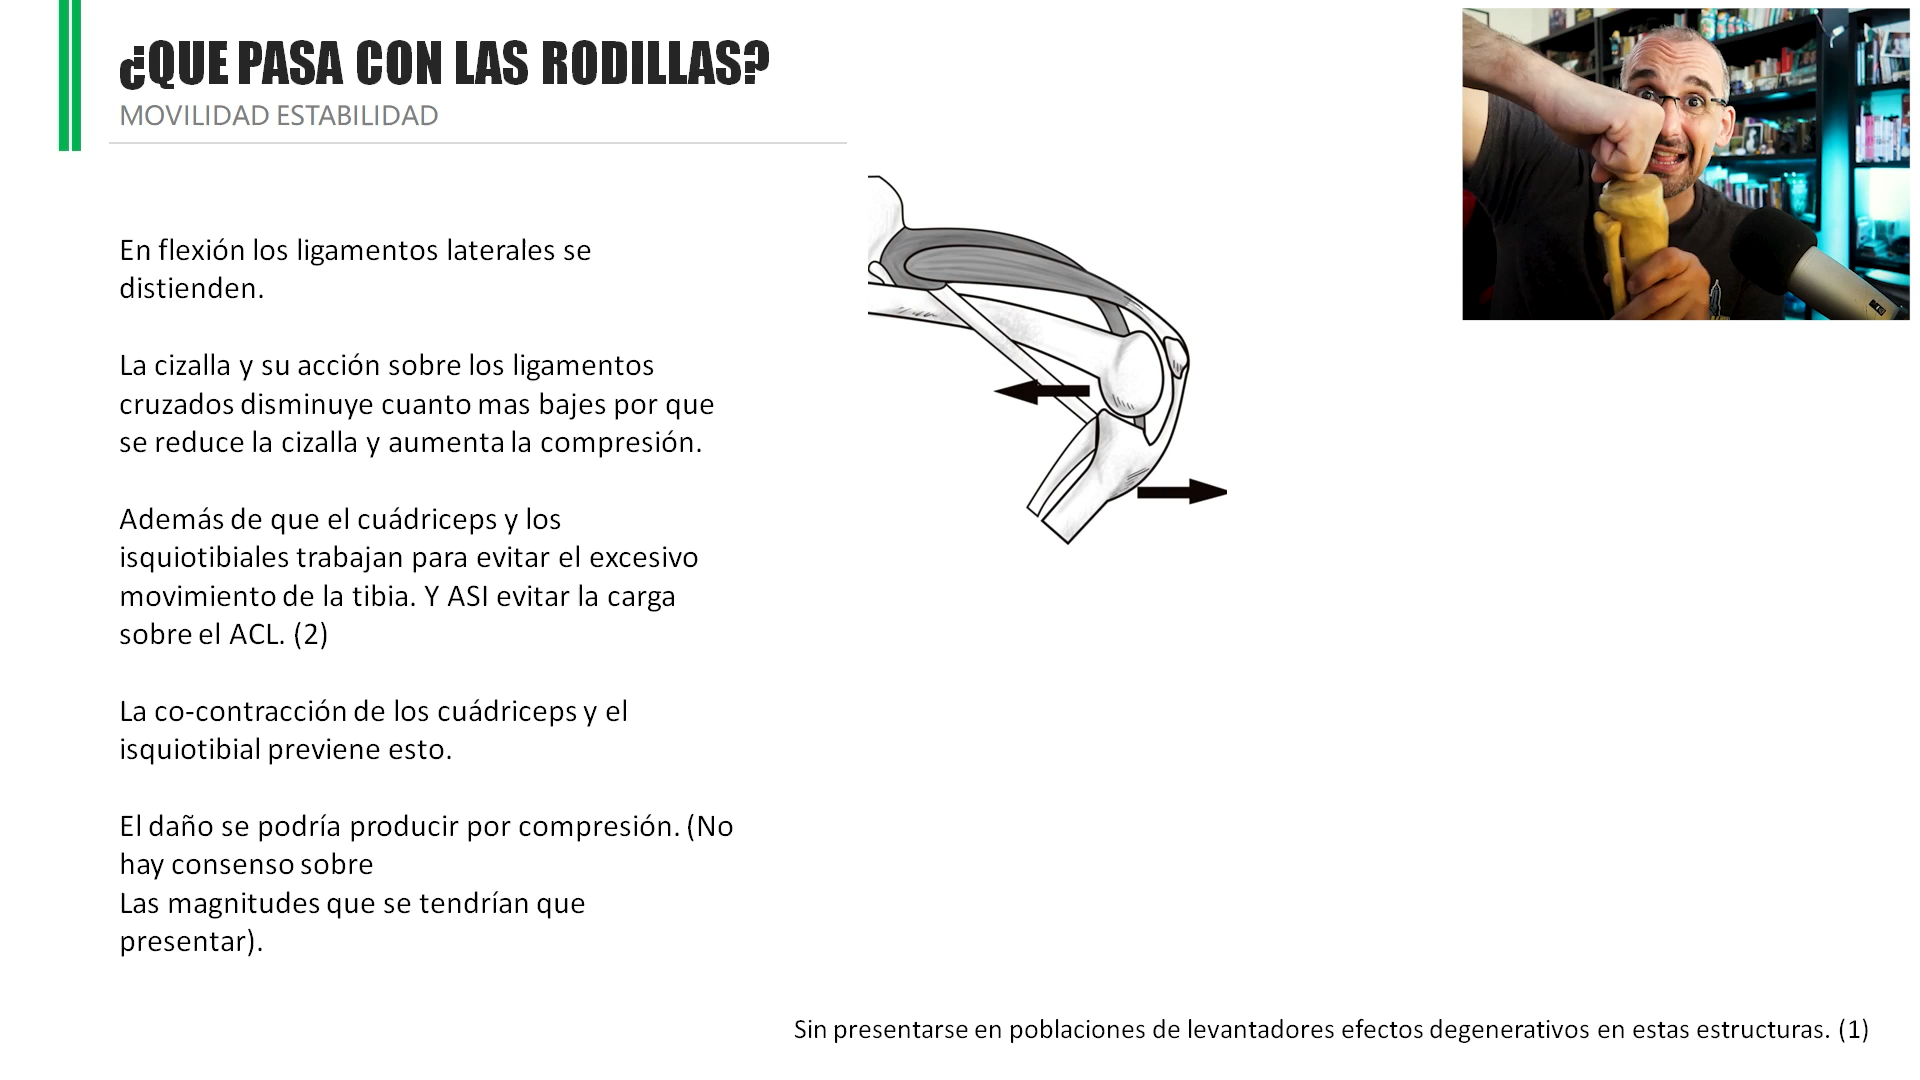 ¿QUE PASA CON LAS RODILLAS?
MOVILIDAD ESTABILIDAD
En flexión los ligamentos laterales se
distienden.
La cizalla y su acción sobre los ligamentos
cruzados disminuye cuanto mas bajes por que
se reduce la cizalla y aumenta la compresión.
Además de que el cuádriceps y los
isquiotibiales trabajan para evitar el excesivo
movimiento de la tibia. Y ASI evitar la carga
sobre el ACL. (2)
La co-contracción de los cuádriceps y el
isquiotibial previene esto.
El daño se podría producir por compresión. (No
hay consenso sobre
Las magnitudes que se tendrían que
presentar).
Sin presentarse en poblaciones de levantadores efectos degenerativos en estas estructuras. (1)